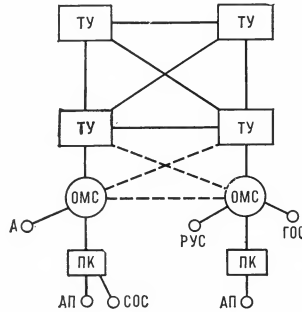 ТУ ТУ
ТУ ТУ
ОМС ОМС
А РУС ГОС
ПК ПК
АП СОС АП